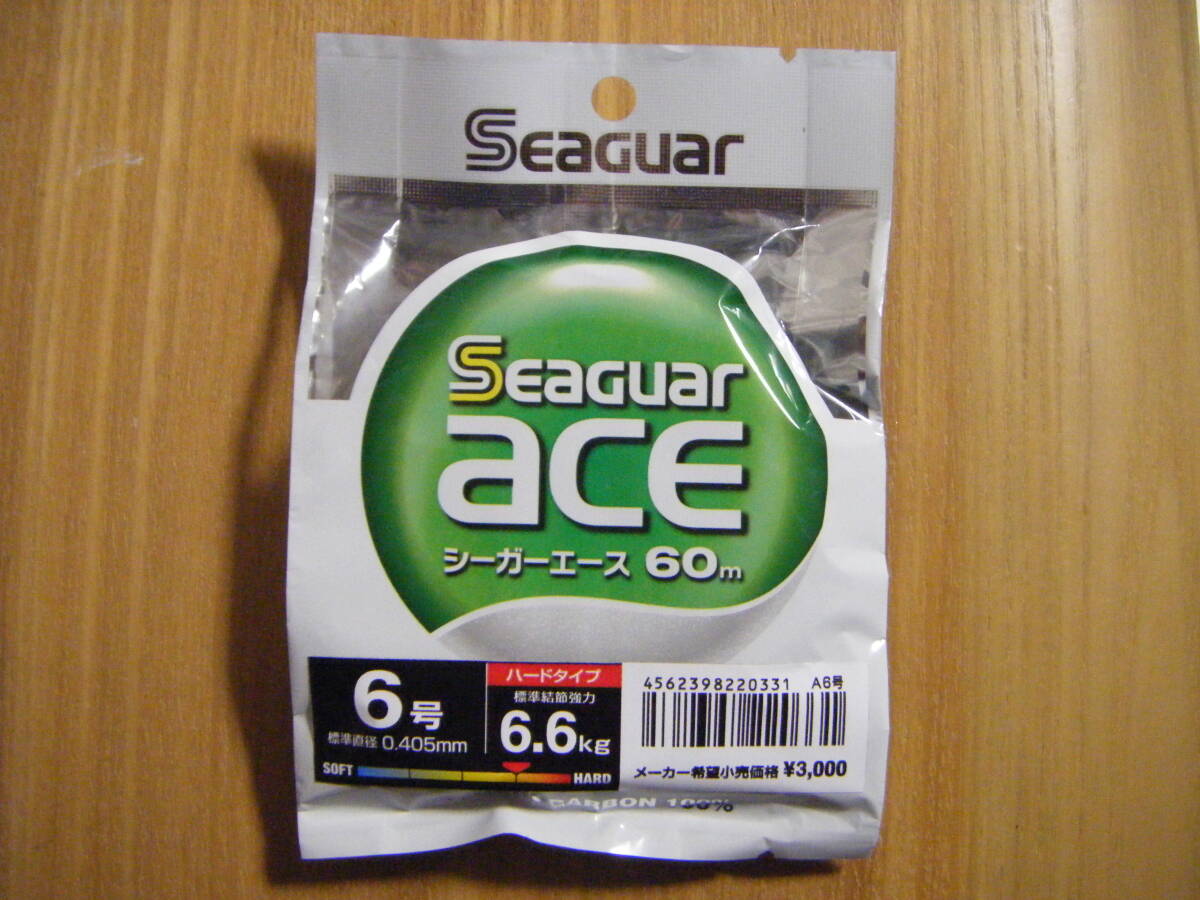 Seaguar
Seaguar
ace
シーガーエース 60m
6号
標準直径 0.405mm
SOFT HARD
ハードタイプ
標準結節強力
6.6kg
4562398220331 A6号
メーカー希望小売価格 ¥3,000
CARBON 100%